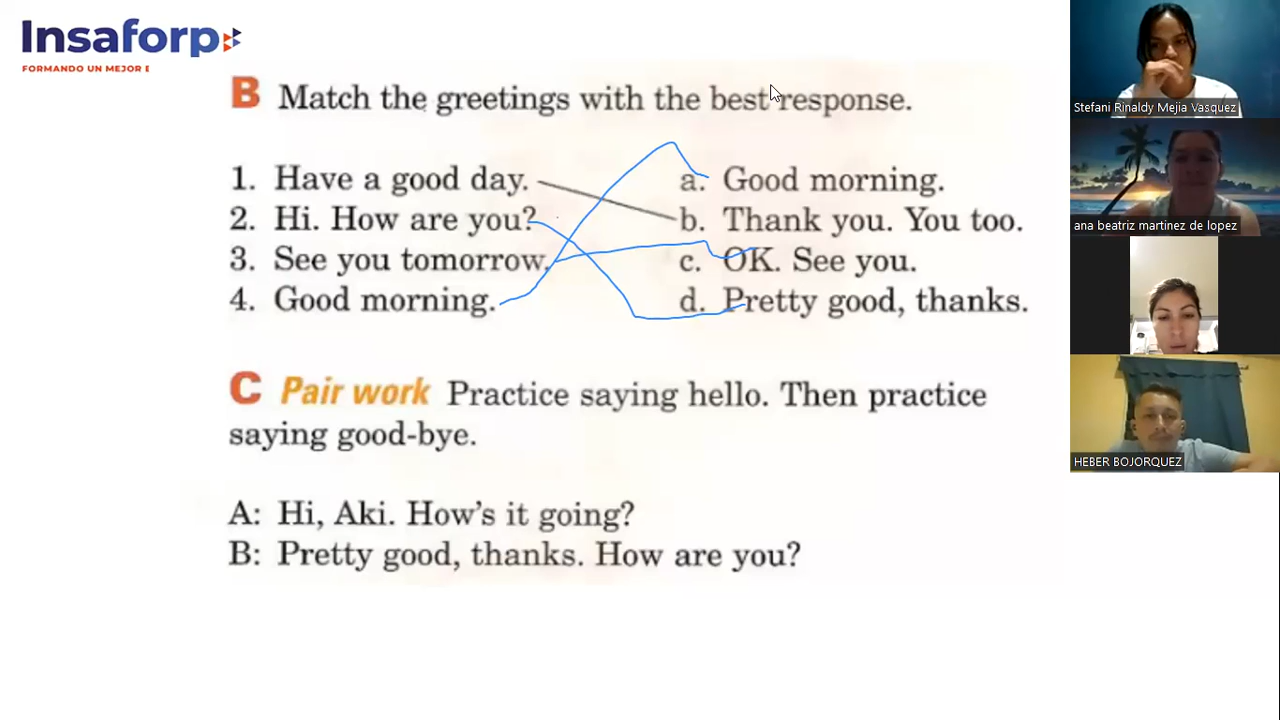 Insaforp
FORMANDO UN MEJOR E
B Match the greetings with the best response.
1. Have a good day.
2. Hi. How are you?
3. See you tomorrow.
4. Good morning.
a. Good morning.
b. Thank you. You too.
c. OK. See you.
d. Pretty good, thanks.
C Pair work Practice saying hello. Then practice
saying good-bye.
A: Hi, Aki. How's it going?
B: Pretty good, thanks. How are you?
Stefani Rinaldy Mejía Vasquez
ana beatriz martinez de lopez
HEBER BOJORQUEZ